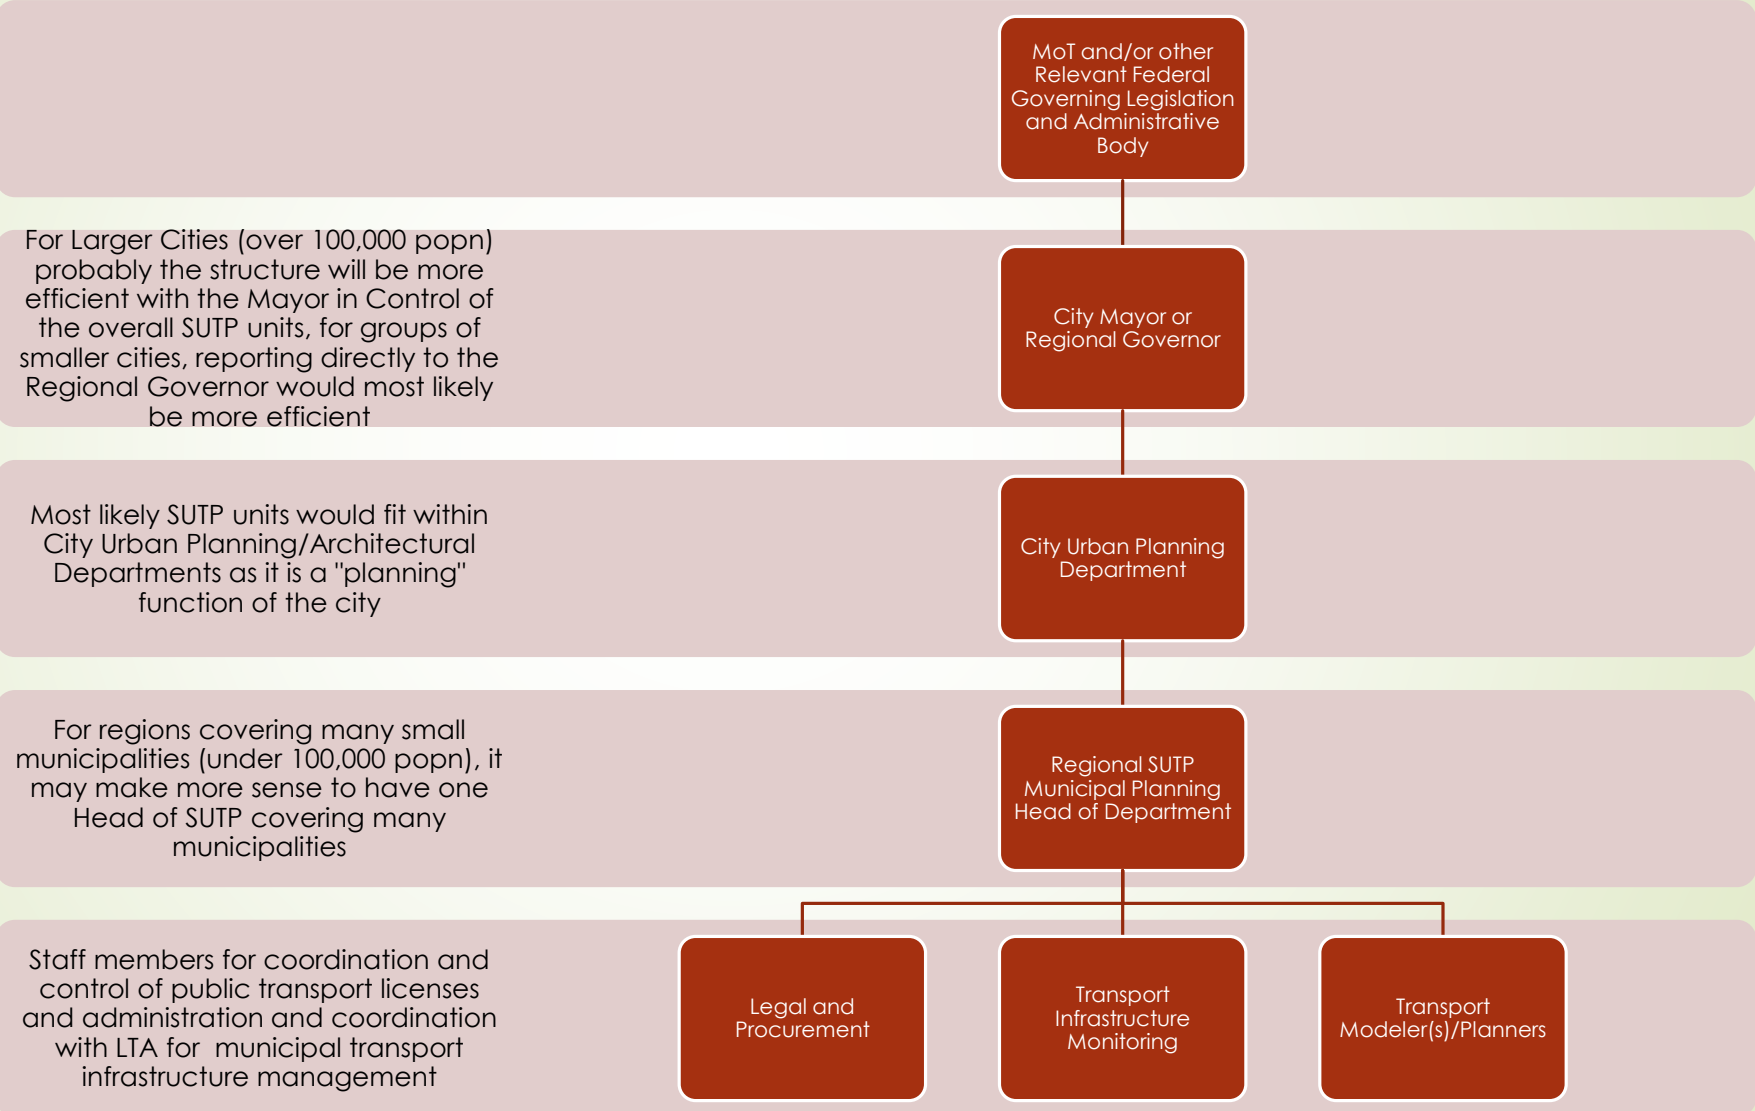 MoT and/or other
Relevant Federal
Governing Legislation
and Administrative
Body
For Larger Cities (over 100,000 popn)
probably the structure will be more
efficient with the Mayor in Control of
the overall SUTP units, for groups of
smaller cities, reporting directly to the
Regional Governor would most likely
be more efficient
City Mayor or
Regional Governor
Most likely SUTP units would fit within
City Urban Planning/Architectural
Departments as it is a "planning"
function of the city
City Urban Planning
Department
For regions covering many small
municipalities (under 100,000 popn), it
may make more sense to have one
Head of SUTP covering many
municipalities
Regional SUTP
Municipal Planning
Head of Department
Staff members for coordination and
control of public transport licenses
and administration and coordination
with LTA for  municipal transport
infrastructure management
Legal and
Procurement
Transport
Infrastructure
Monitoring
Transport
Modeler(s)/Planners